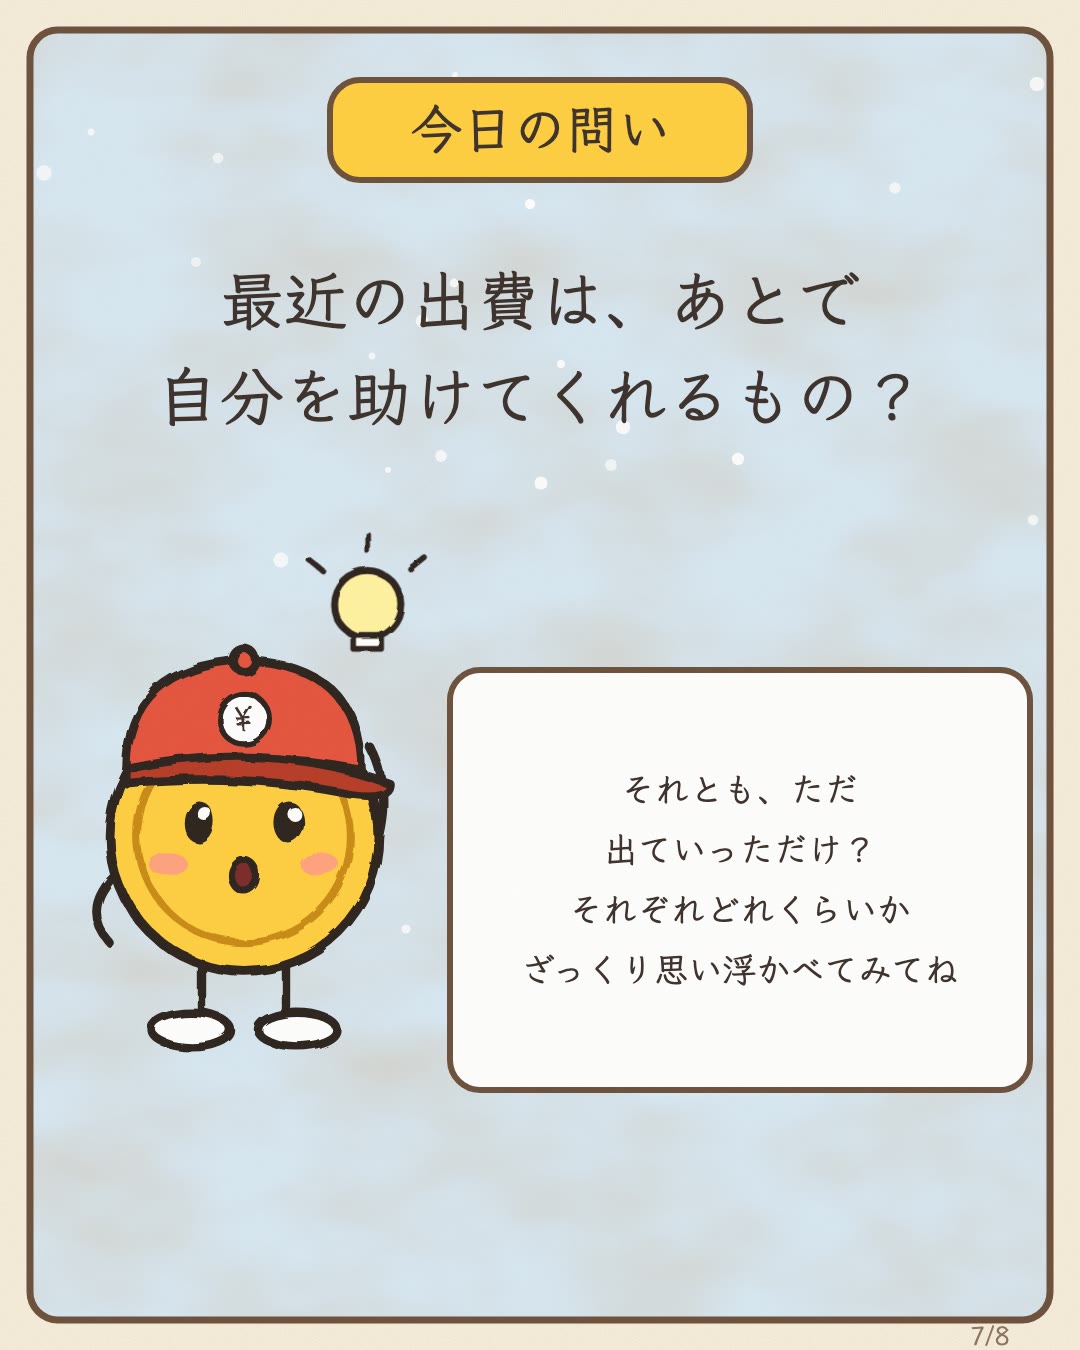 今日の問い
最近の出費は、あとで
自分を助けてくれるもの？
¥
それとも、ただ
出ていっただけ？
それぞれどれくらいか
ざっくり思い浮かべてみてね
7/8